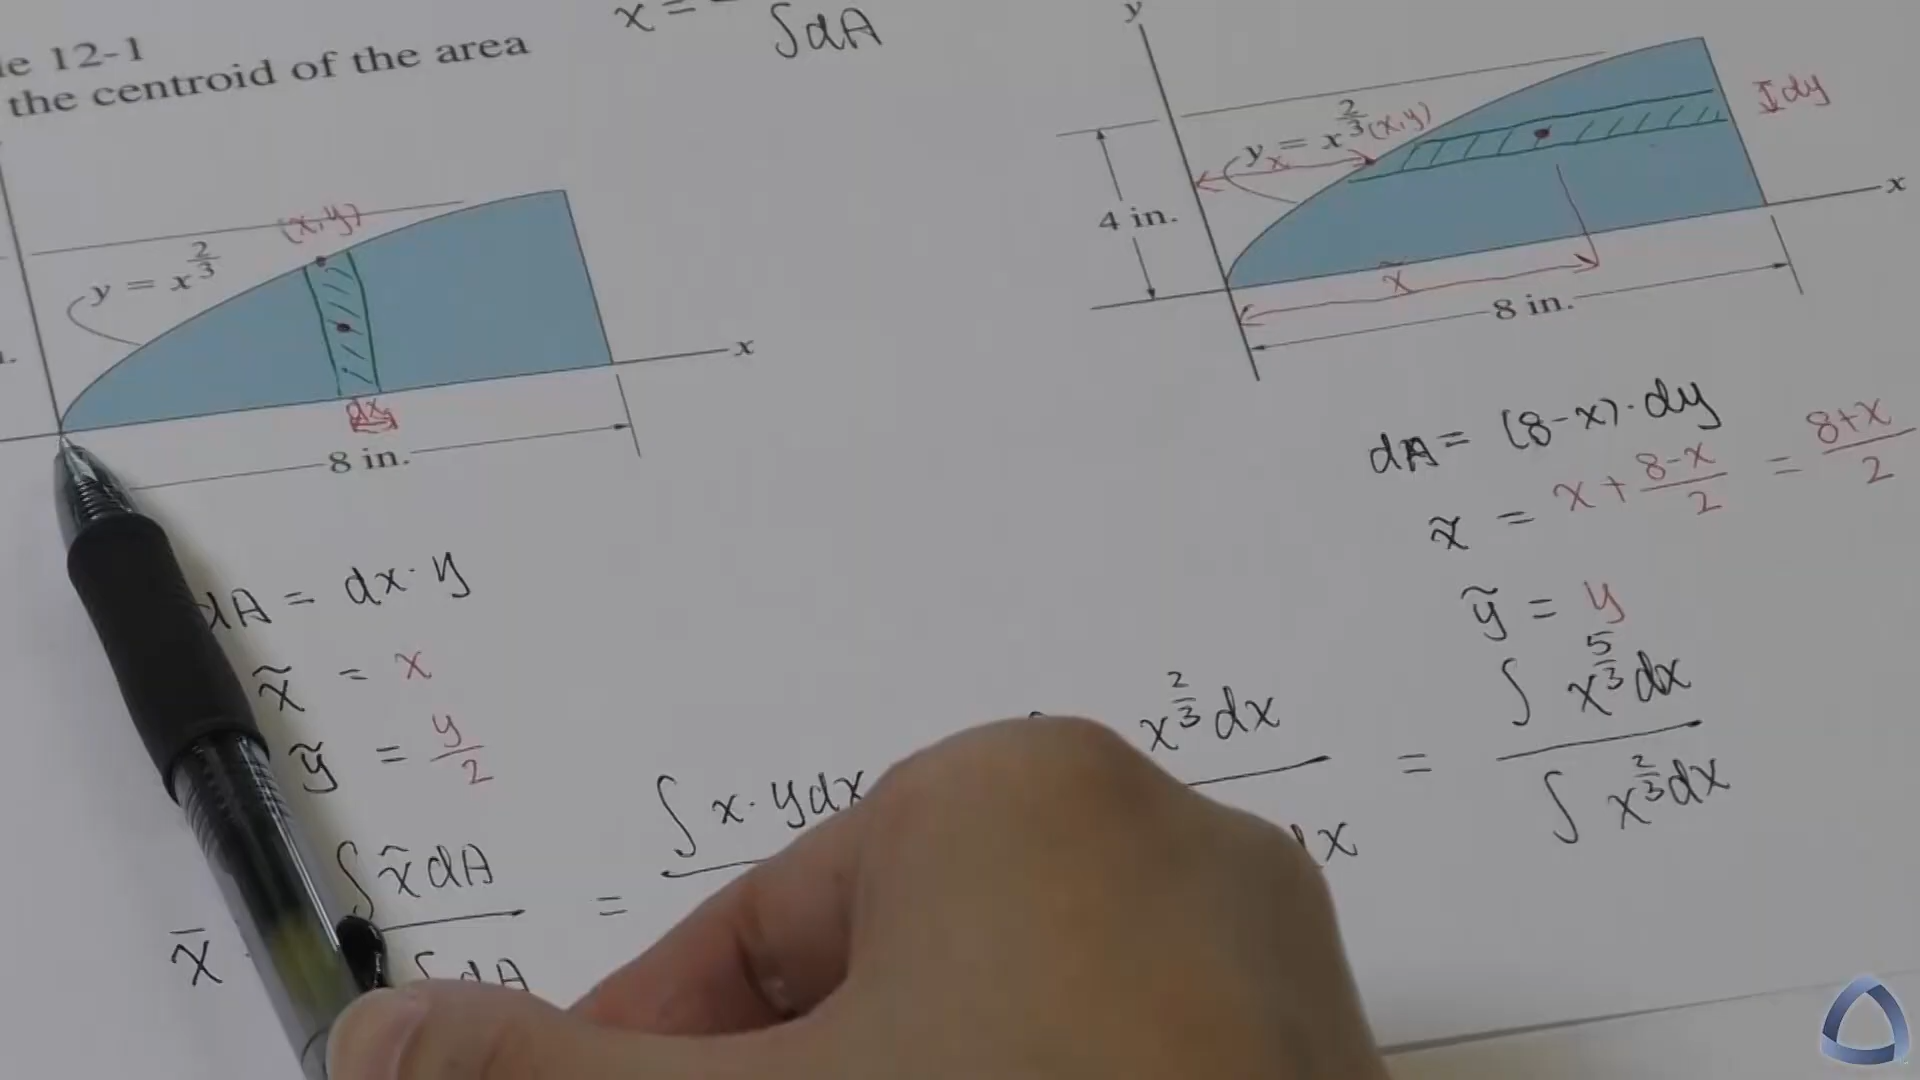 12-1
the centroid of the area
x =
∫dA
y = x^{2/3}
(x,y)
x
dx
8 in.
y
y = x^{2/3}
(x,y)
x
I dy
4 in.
x
x̃
8 in.
dA = dx·y
x̃ = x
ỹ = y/2
dA = (8-x)·dy
x̃ = x + (8-x)/2 = (8+x)/2
ỹ = y
x̄
∫x̃dA
∫dA
=
∫x·ydx
x^{2/3}dx
dx
=
∫x^{5/3}dx
∫x^{2/3}dx